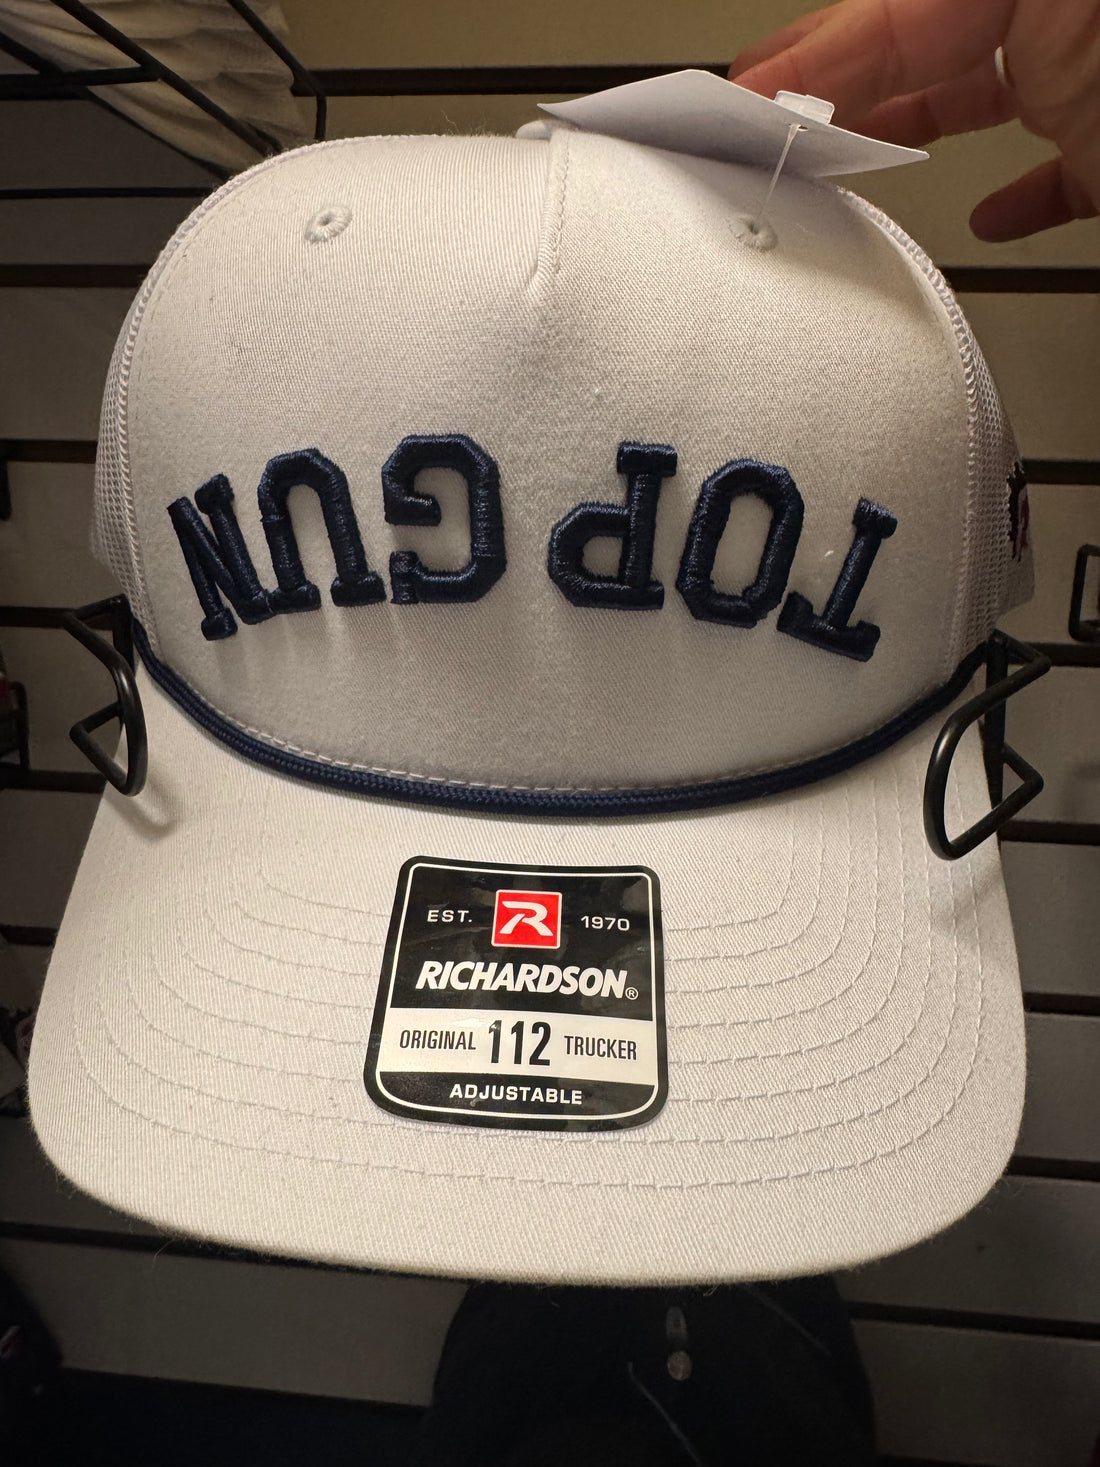 TOP GUN
EST. R 1970
RICHARDSON®
ORIGINAL 112 TRUCKER
ADJUSTABLE